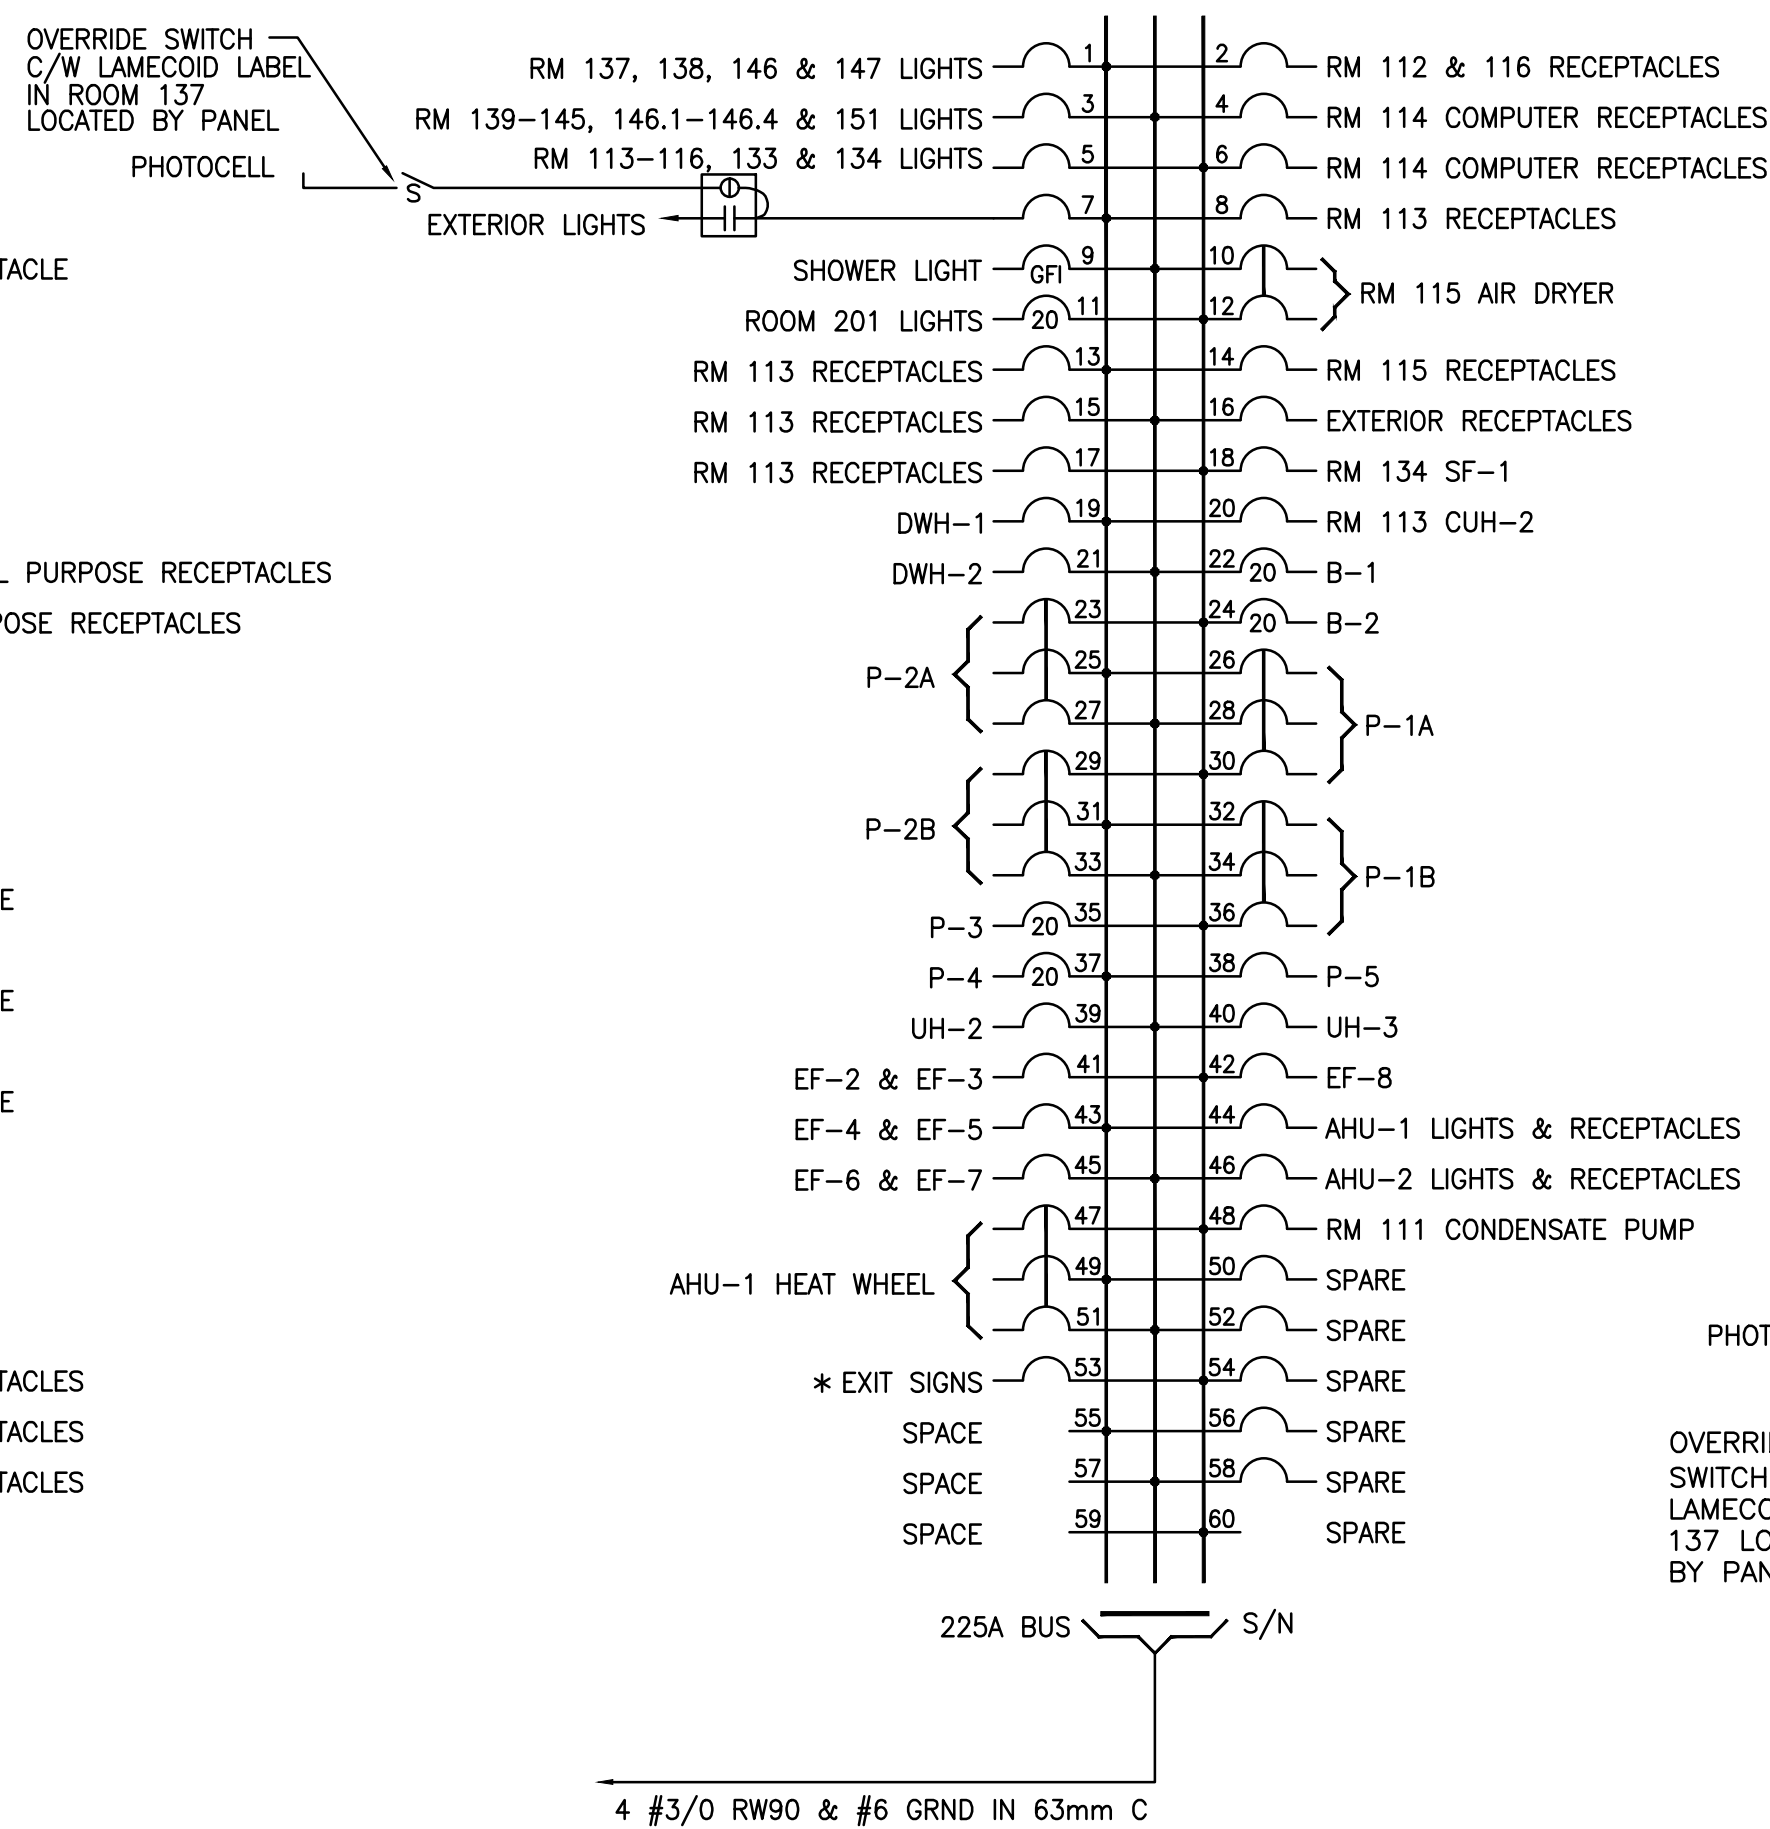 OVERRIDE SWITCH
C/W LAMECOID LABEL
IN ROOM 137
LOCATED BY PANEL
PHOTOCELL
S
EXTERIOR LIGHTS
RM 137, 138, 146 & 147 LIGHTS 1 2 RM 112 & 116 RECEPTACLES
RM 139-145, 146.1-146.4 & 151 LIGHTS 3 4 RM 114 COMPUTER RECEPTACLES
RM 113-116, 133 & 134 LIGHTS 5 6 RM 114 COMPUTER RECEPTACLES
7 8 RM 113 RECEPTACLES
TACLE
SHOWER LIGHT GFI 9 10
RM 115 AIR DRYER
ROOM 201 LIGHTS 20 11 12
RM 113 RECEPTACLES 13 14 RM 115 RECEPTACLES
RM 113 RECEPTACLES 15 16 EXTERIOR RECEPTACLES
RM 113 RECEPTACLES 17 18 RM 134 SF-1
DWH-1 19 20 RM 113 CUH-2
L PURPOSE RECEPTACLES
DWH-2 21 22 20 B-1
POSE RECEPTACLES
23 24 20 B-2
P-2A 25 26
27 28 P-1A
29 30
P-2B 31 32
33 34 P-1B
E
P-3 20 35 36
P-4 20 37 38 P-5
E
UH-2 39 40 UH-3
EF-2 & EF-3 41 42 EF-8
E
EF-4 & EF-5 43 44 AHU-1 LIGHTS & RECEPTACLES
EF-6 & EF-7 45 46 AHU-2 LIGHTS & RECEPTACLES
47 48 RM 111 CONDENSATE PUMP
AHU-1 HEAT WHEEL 49 50 SPARE
51 52 SPARE
PHOT
TACLES
* EXIT SIGNS 53 54 SPARE
TACLES
SPACE 55 56 SPARE
TACLES
SPACE 57 58 SPARE
SPACE 59 60 SPARE
OVERRI
SWITCH
LAMECO
137 LO
BY PAN
225A BUS S/N
4 #3/0 RW90 & #6 GRND IN 63mm C